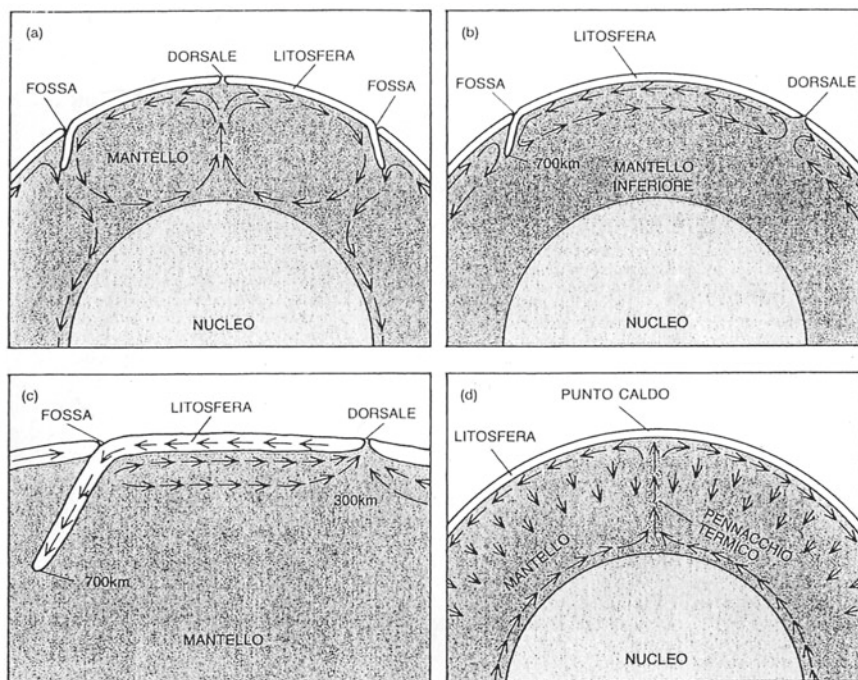 (a)
DORSALE
LITOSFERA
FOSSA
FOSSA
MANTELLO
NUCLEO
(b)
LITOSFERA
FOSSA
DORSALE
700km
MANTELLO
INFERIORE
NUCLEO
(c)
FOSSA
LITOSFERA
DORSALE
300km
700km
MANTELLO
(d)
PUNTO CALDO
LITOSFERA
MANTELLO
PENNACCHIO
TERMICO
NUCLEO